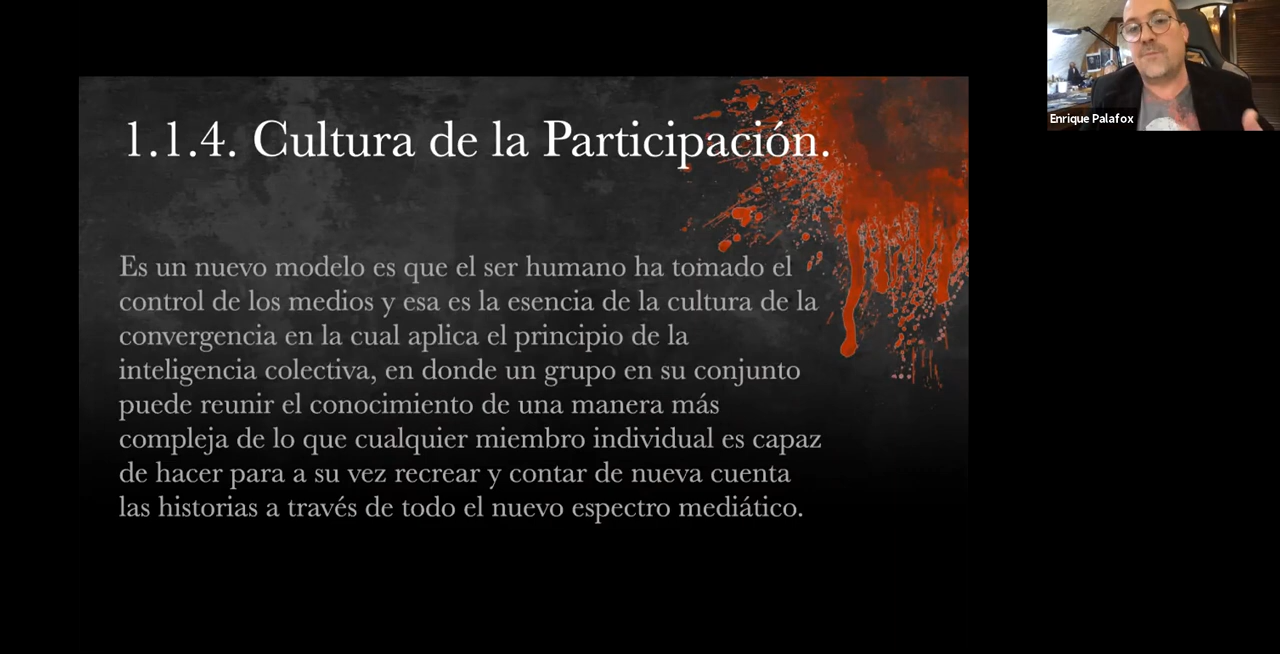 1.1.4. Cultura de la Participación.
Es un nuevo modelo es que el ser humano ha tomado el
control de los medios y esa es la esencia de la cultura de la
convergencia en la cual aplica el principio de la
inteligencia colectiva, en donde un grupo en su conjunto
puede reunir el conocimiento de una manera más
compleja de lo que cualquier miembro individual es capaz
de hacer para a su vez recrear y contar de nueva cuenta
las historias a través de todo el nuevo espectro mediático.
Enrique Palafox